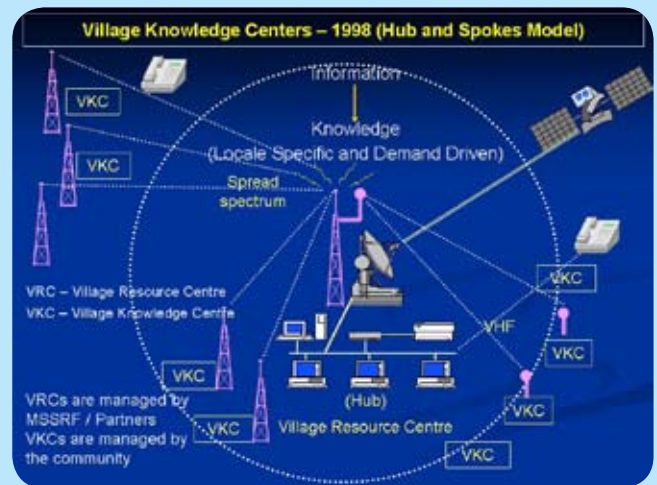 Village Knowledge Centers – 1998 (Hub and Spokes Model)
Information
VKC
Knowledge
(Locale Specific and Demand Driven)
VKC
Spread
spectrum
VKC
VRC – Village Resource Centre
VKC – Village Knowledge Centre
VHF
VKC
VKC
VKC
(Hub)
VRCs are managed by
MSSRF / Partners
VKCs are managed by
the community
VKC
Village Resource Centre
VKC